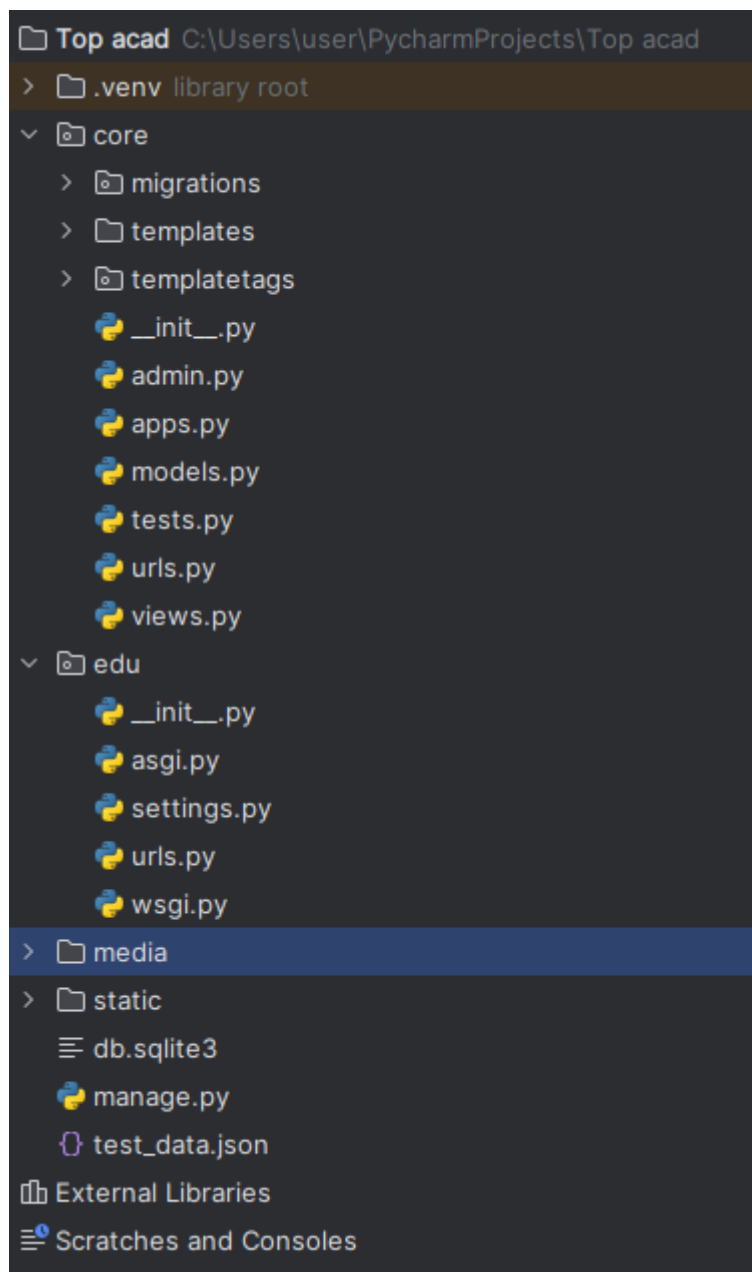 Top acad C:\Users\user\PycharmProjects\Top acad
.venv library root
core
migrations
templates
templatetags
__init__.py
admin.py
apps.py
models.py
tests.py
urls.py
views.py
edu
__init__.py
asgi.py
settings.py
urls.py
wsgi.py
media
static
db.sqlite3
manage.py
test_data.json
External Libraries
Scratches and Consoles